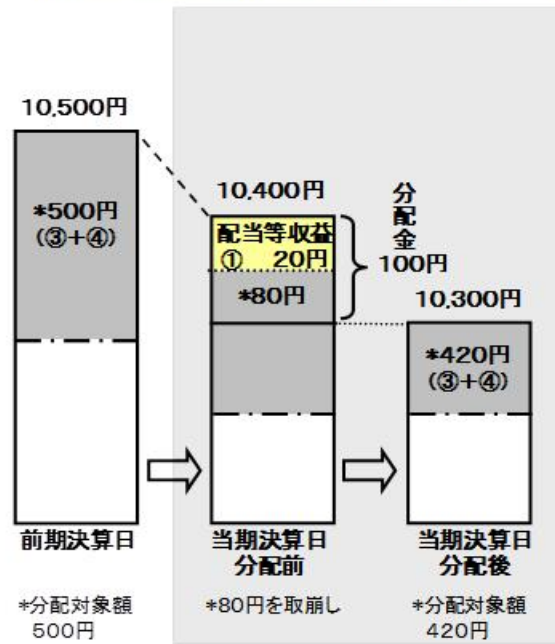 10,500円
*500円
(③+④)
前期決算日
*分配対象額
500円
10,400円
配当等収益
① 20円
*80円
分配金
100円
当期決算日
分配前
*80円を取崩し
10,300円
*420円
(③+④)
当期決算日
分配後
*分配対象額
420円